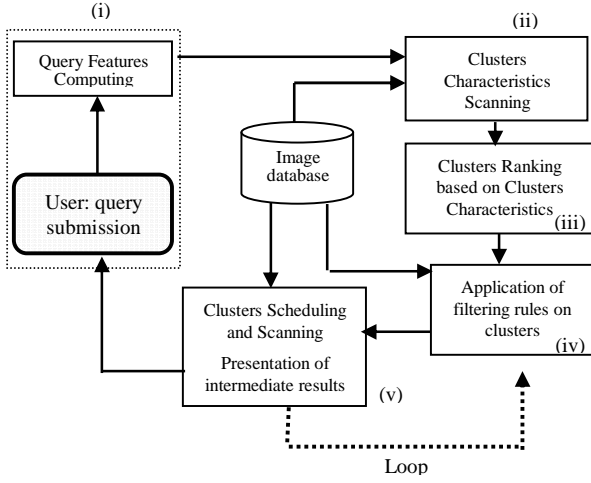 (i)
Query Features
Computing
User: query
submission
(ii)
Clusters
Characteristics
Scanning
Image
database
Clusters Ranking
based on Clusters
Characteristics
(iii)
Application of
filtering rules on
clusters
(iv)
Clusters Scheduling
and Scanning
Presentation of
intermediate results
(v)
Loop